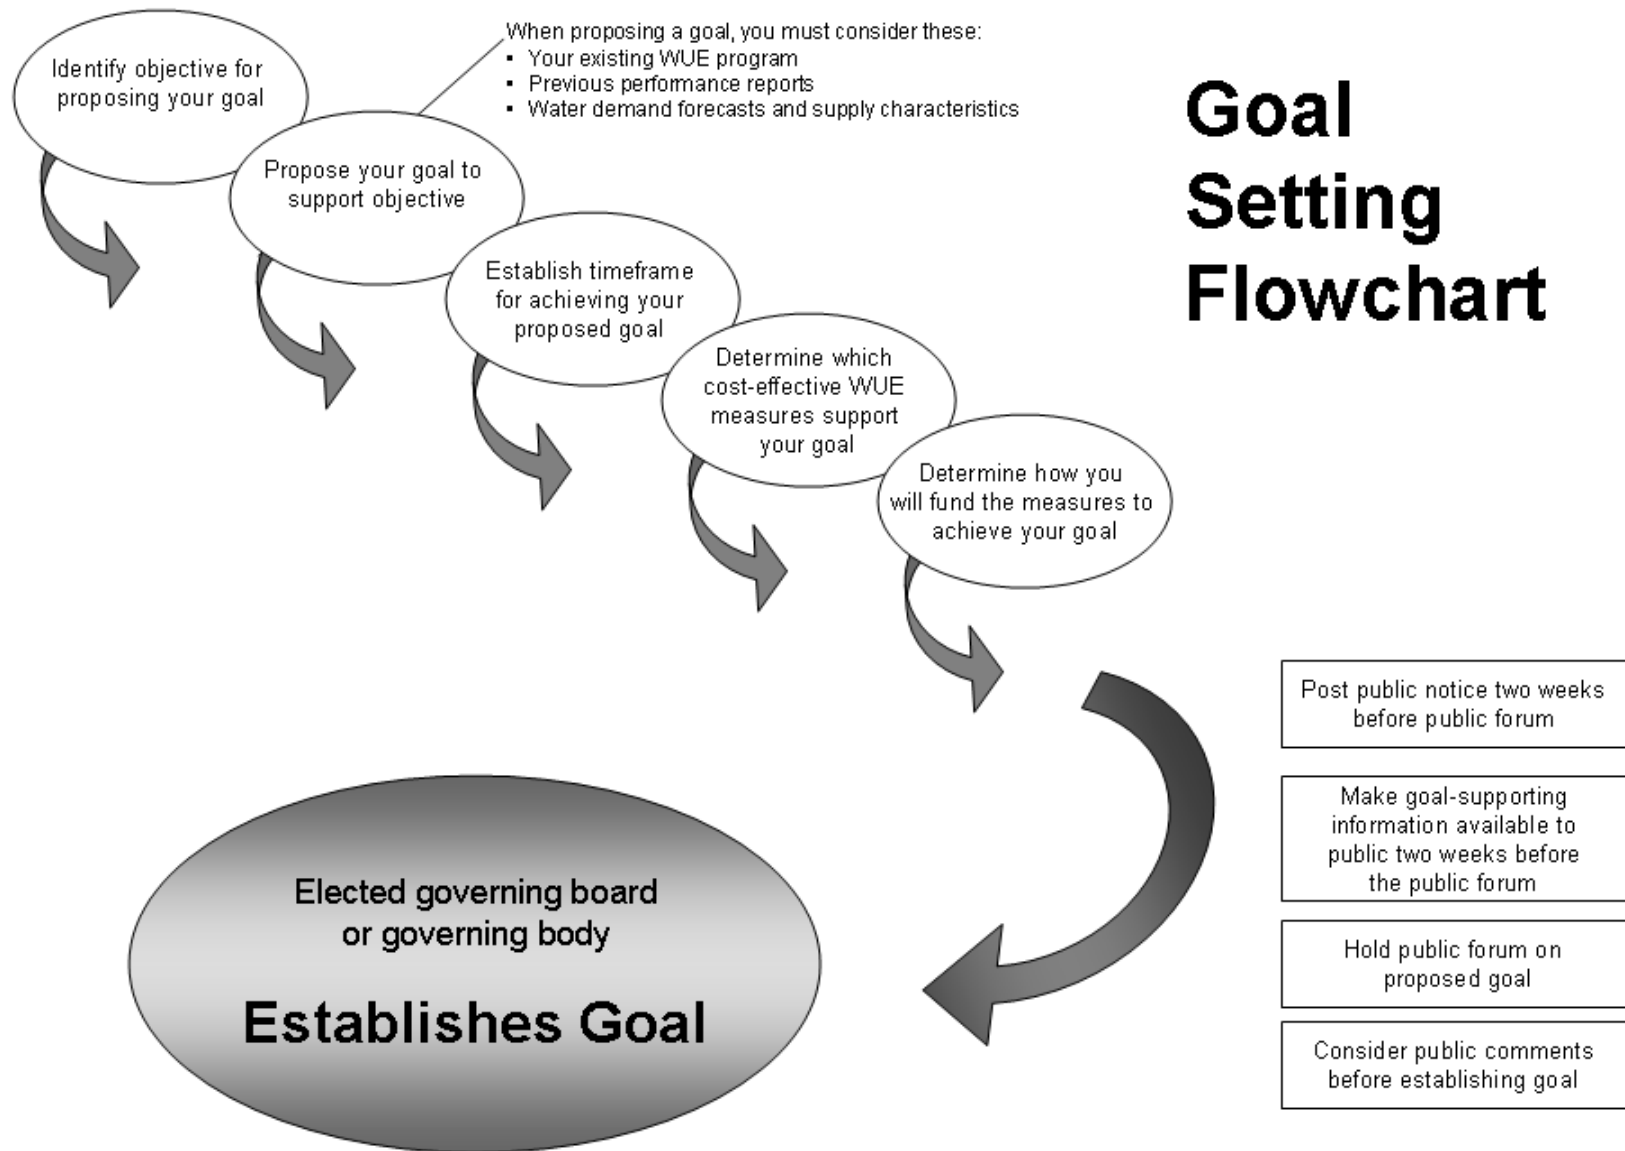 Goal
Setting
Flowchart
Identify objective for
proposing your goal
When proposing a goal, you must consider these:
▪ Your existing WUE program
▪ Previous performance reports
▪ Water demand forecasts and supply characteristics
Propose your goal to
support objective
Establish timeframe
for achieving your
proposed goal
Determine which
cost-effective WUE
measures support
your goal
Determine how you
will fund the measures to
achieve your goal
Post public notice two weeks
before public forum
Make goal-supporting
information available to
public two weeks before
the public forum
Hold public forum on
proposed goal
Consider public comments
before establishing goal
Elected governing board
or governing body
Establishes Goal